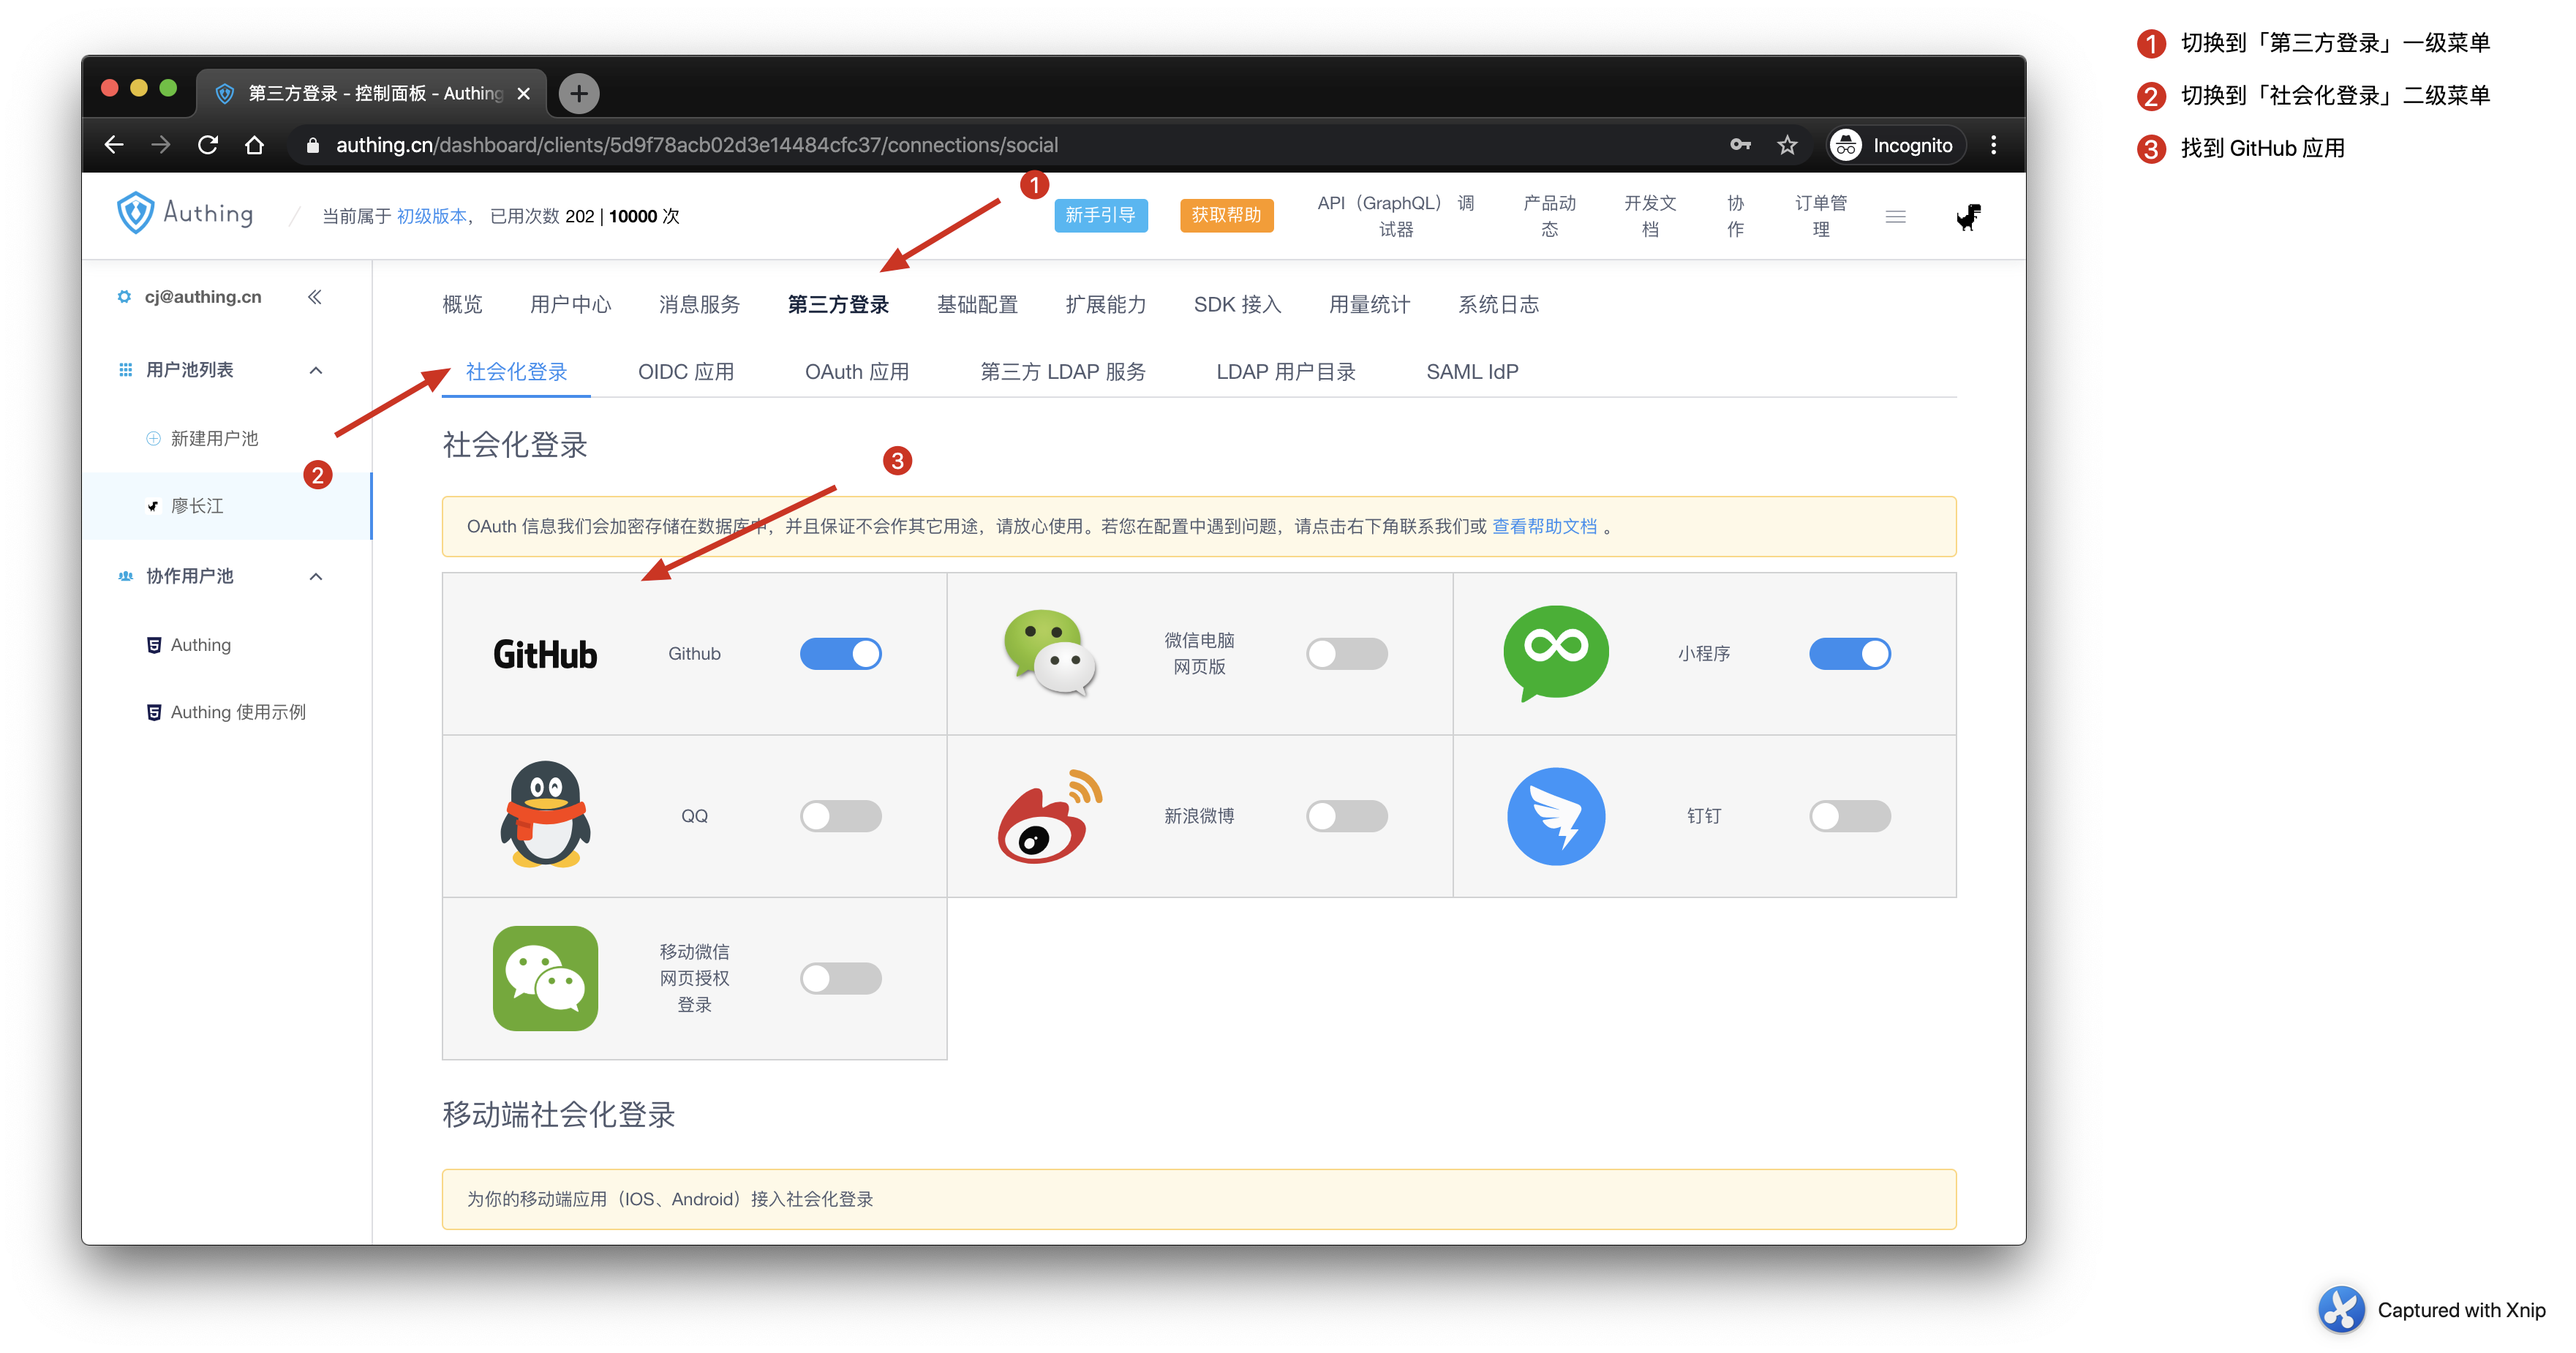 1 切换到「第三方登录」一级菜单
2 切换到「社会化登录」二级菜单
3 找到 GitHub 应用
第三方登录 - 控制面板 - Authing
authing.cn/dashboard/clients/5d9f78acb02d3e14484cfc37/connections/social
Incognito
1
Authing
当前属于 初级版本， 已用次数 202 | 10000 次
新手引导
获取帮助
API（GraphQL） 调
试器
产品动
态
开发文
档
协
作
订单管
理
cj@authing.cn
概览 用户中心 消息服务 第三方登录 基础配置 扩展能力 SDK 接入 用量统计 系统日志
用户池列表
社会化登录 OIDC 应用 OAuth 应用 第三方 LDAP 服务 LDAP 用户目录 SAML IdP
新建用户池
2
廖长江
协作用户池
Authing
Authing 使用示例
社会化登录
3
OAuth 信息我们会加密存储在数据库中，并且保证不会作其它用途，请放心使用。若您在配置中遇到问题，请点击右下角联系我们或 查看帮助文档 。
GitHub
Github
微信电脑
网页版
小程序
QQ
新浪微博
钉钉
移动微信
网页授权
登录
移动端社会化登录
为你的移动端应用（IOS、Android）接入社会化登录
Captured with Xnip